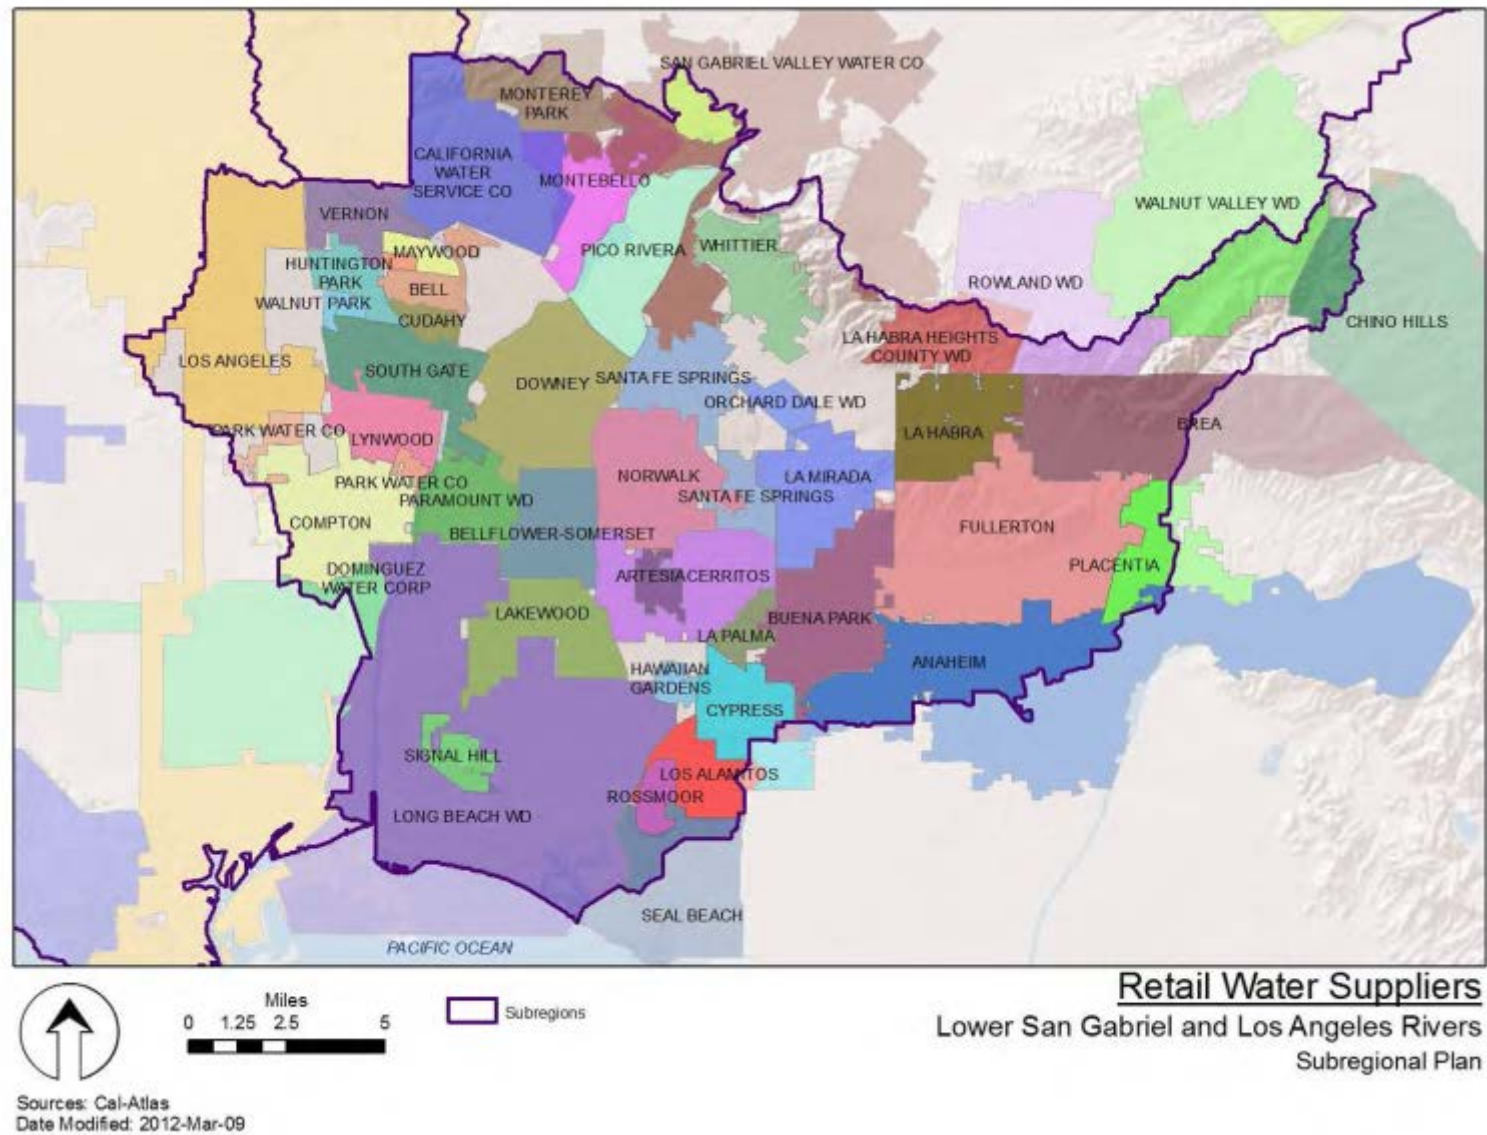 SAN GABRIEL VALLEY WATER CO
MONTEREY
PARK
CALIFORNIA
WATER
SERVICE CO
MONTEBELLO
WALNUT VALLEY WD
VERNON
PICO RIVERA
WHITTIER
MAYWOOD
HUNTINGTON
PARK
BELL
ROWLAND WD
WALNUT PARK
CUDAHY
CHINO HILLS
LA HABRA HEIGHTS
COUNTY WD
LOS ANGELES
SOUTH GATE
DOWNEY
SANTA FE SPRINGS
ORCHARD DALE WD
BREA
PARK WATER CO
LYNWOOD
LA HABRA
PARK WATER CO
NORWALK
LA MIRADA
PARAMOUNT WD
SANTA FE SPRINGS
COMPTON
FULLERTON
BELLFLOWER-SOMERSET
DOMINGUEZ
WATER CORP
ARTESIA
CERRITOS
PLACENTIA
LAKEWOOD
BUENA PARK
LA PALMA
HAWAIIAN
GARDENS
ANAHEIM
CYPRESS
SIGNAL HILL
LOS ALAMITOS
ROSSMOOR
LONG BEACH WD
SEAL BEACH
PACIFIC OCEAN
Miles
0 1.25 2.5 5
Subregions
Retail Water Suppliers
Lower San Gabriel and Los Angeles Rivers
Subregional Plan
Sources: Cal-Atlas
Date Modified: 2012-Mar-09